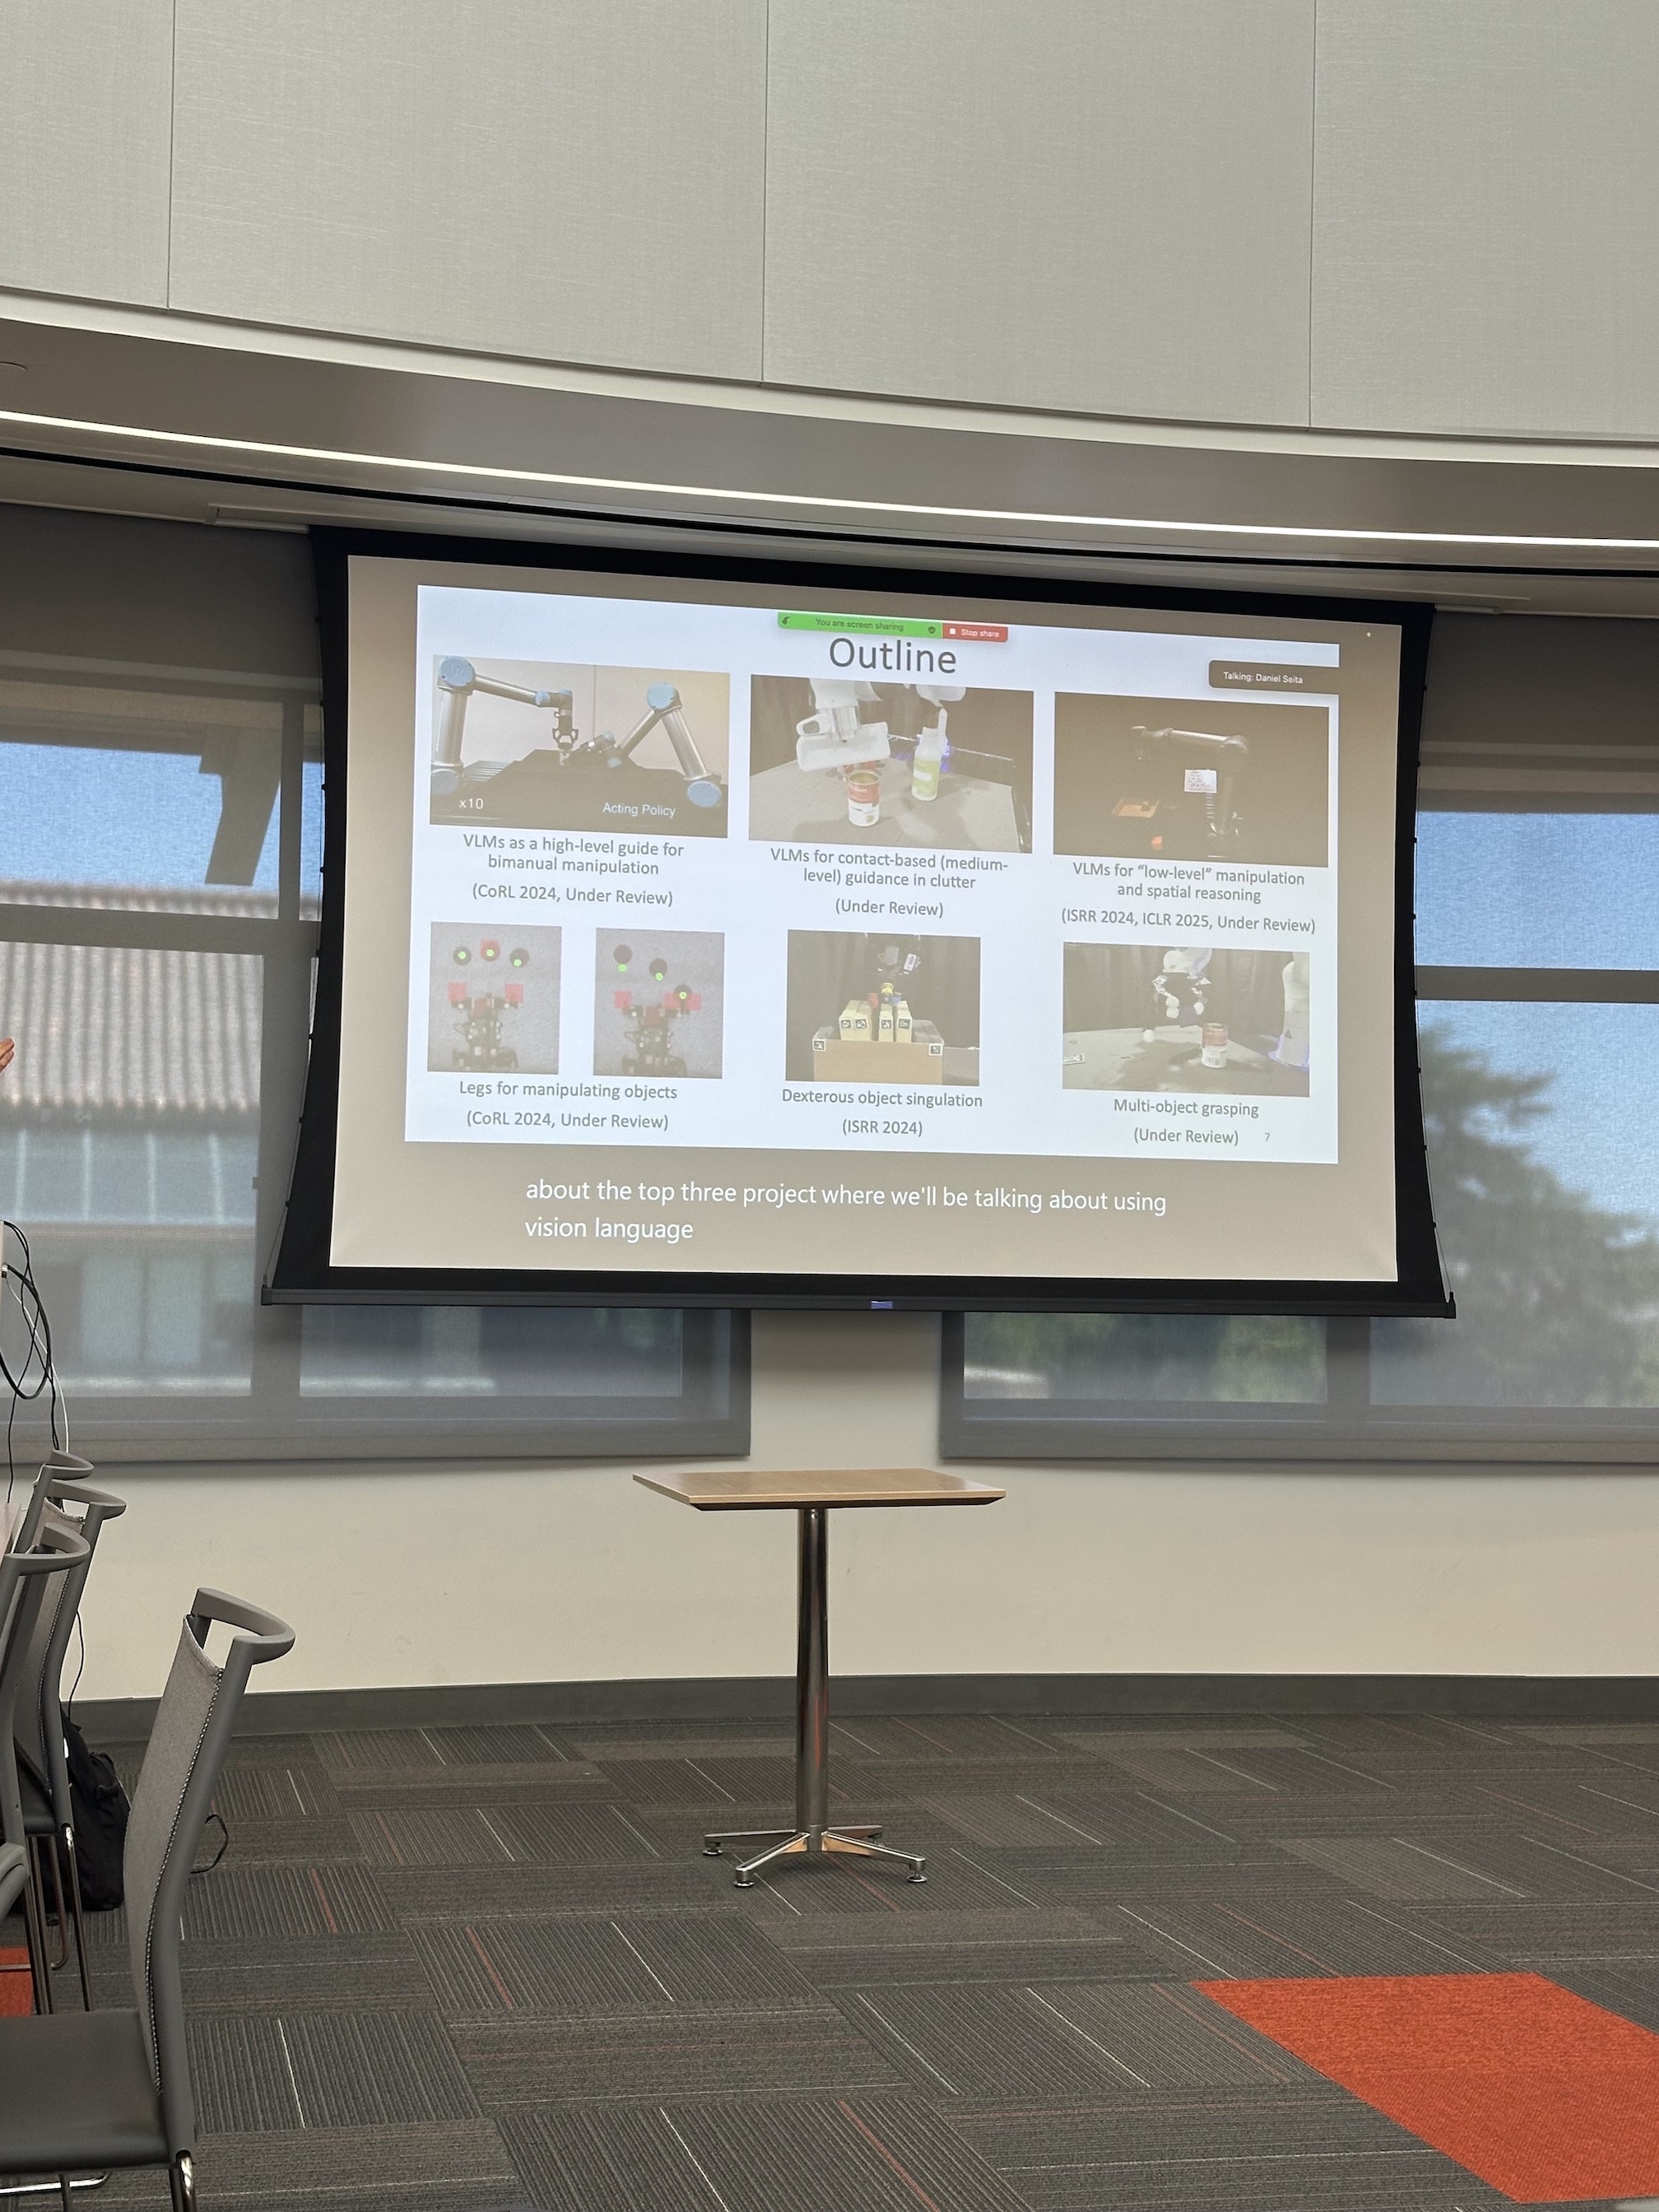 You are screen sharing
Stop share
Outline
Talking: Daniel Seita
x10
Acting Policy
VLMs as a high-level guide for
bimanual manipulation
(CoRL 2024, Under Review)
VLMs for contact-based (medium-
level) guidance in clutter
(Under Review)
VLMs for “low-level” manipulation
and spatial reasoning
(ISRR 2024, ICLR 2025, Under Review)
Legs for manipulating objects
(CoRL 2024, Under Review)
Dexterous object singulation
(ISRR 2024)
Multi-object grasping
(Under Review)
7
about the top three project where we'll be talking about using
vision language